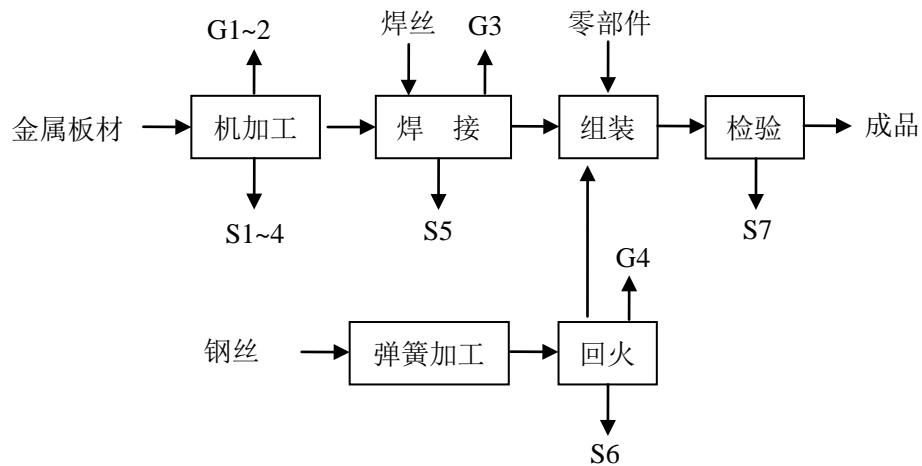 G1~2
焊丝
G3
零部件
金属板材
机加工
焊 接
组装
检验
成品
S1~4
S5
S7
G4
钢丝
弹簧加工
回火
S6